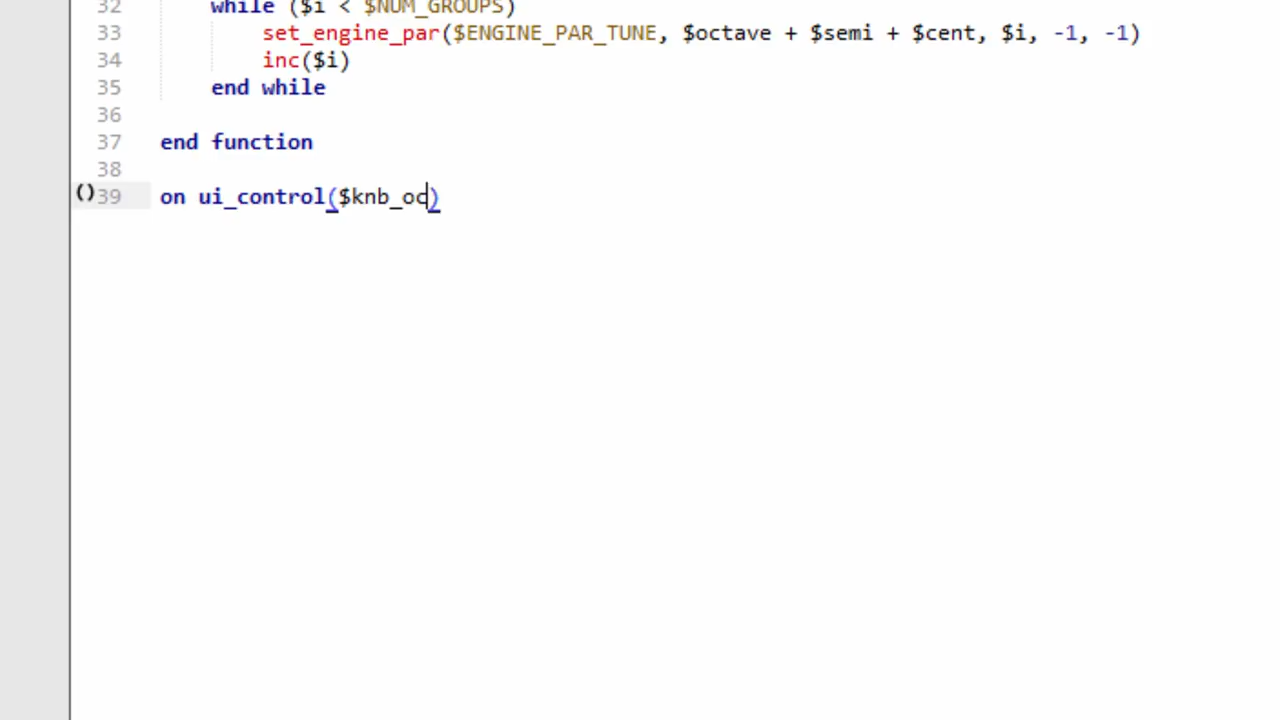 32 while ($i < $NUM_GROUPS)
33 set_engine_par($ENGINE_PAR_TUNE, $octave + $semi + $cent, $i, -1, -1)
34 inc($i)
35 end while
36
37 end function
38
()39 on ui_control($knb_oc)